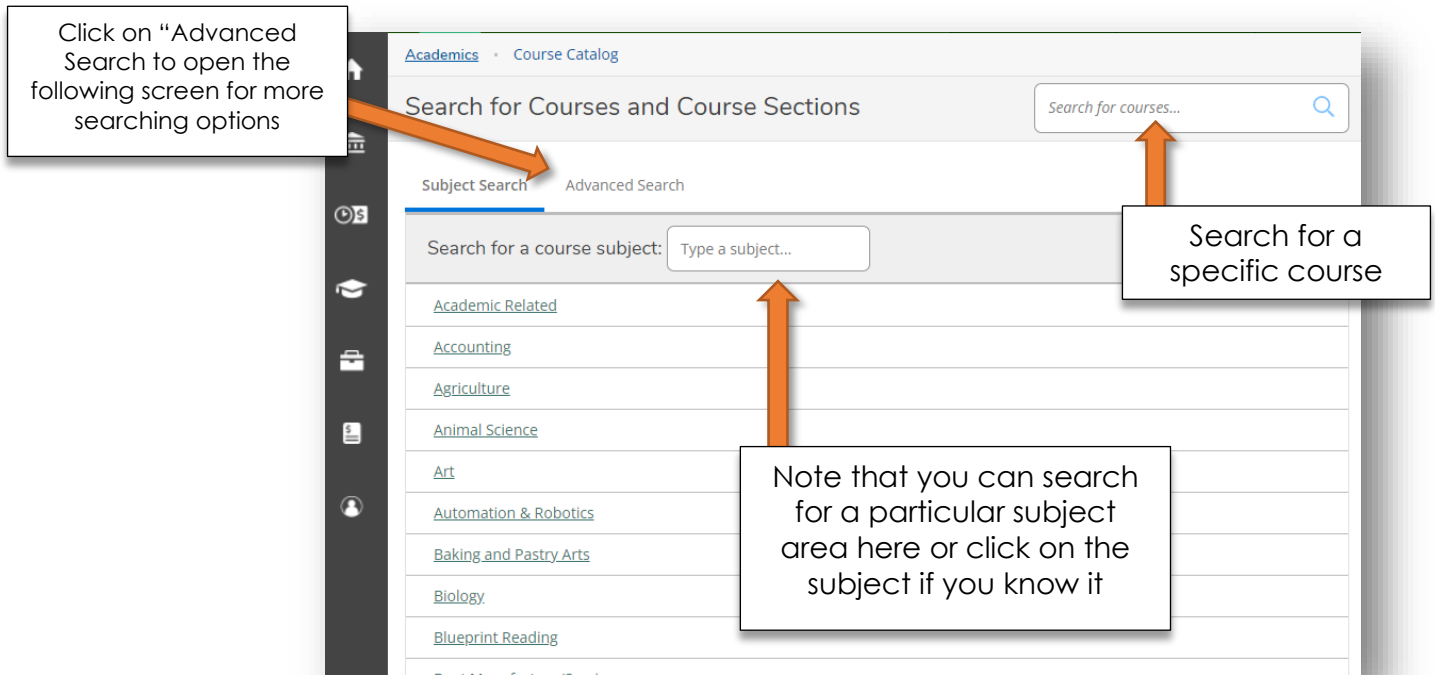 Click on “Advanced
Search to open the
following screen for more
searching options
Academics · Course Catalog
Search for Courses and Course Sections
Search for courses...
Subject Search Advanced Search
Search for a
specific course
Search for a course subject: Type a subject...
Academic Related
Accounting
Agriculture
Animal Science
Art
Automation & Robotics
Baking and Pastry Arts
Biology
Blueprint Reading
Note that you can search
for a particular subject
area here or click on the
subject if you know it